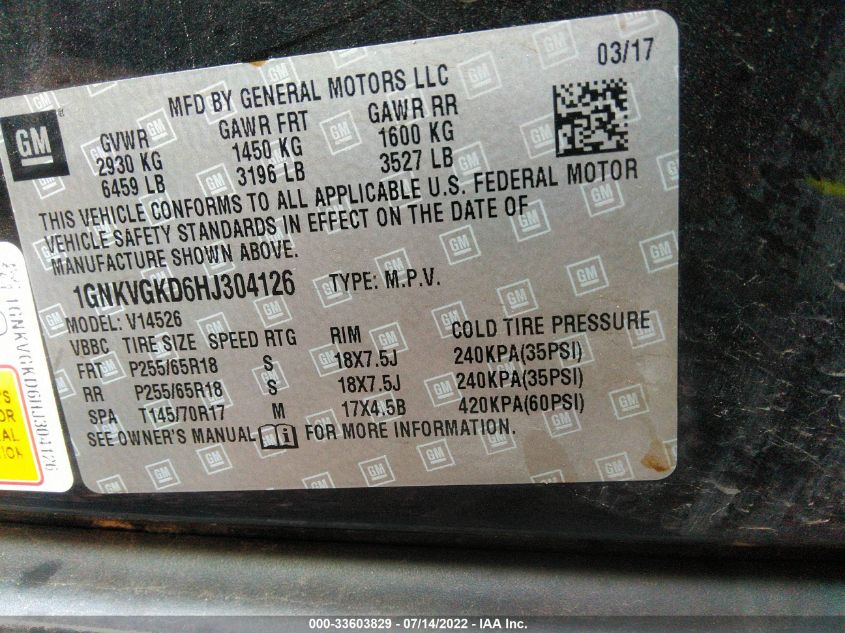 03/17
GM
MFD BY GENERAL MOTORS LLC
GVWR GAWR FRT GAWR RR
2930 KG 1450 KG 1600 KG
6459 LB 3196 LB 3527 LB
THIS VEHICLE CONFORMS TO ALL APPLICABLE U.S. FEDERAL MOTOR
VEHICLE SAFETY STANDARDS IN EFFECT ON THE DATE OF
MANUFACTURE SHOWN ABOVE.
1GNKVGKD6HJ304126 TYPE: M.P.V.
MODEL: V14526
VBBC TIRE SIZE SPEED RTG RIM COLD TIRE PRESSURE
FRT P255/65R18 S 18X7.5J 240KPA(35PSI)
RR P255/65R18 S 18X7.5J 240KPA(35PSI)
SPA T145/70R17 M 17X4.5B 420KPA(60PSI)
SEE OWNER'S MANUAL FOR MORE INFORMATION.
1GNKVGKD6HJ304126
000-33603829 - 07/14/2022 - IAA Inc.